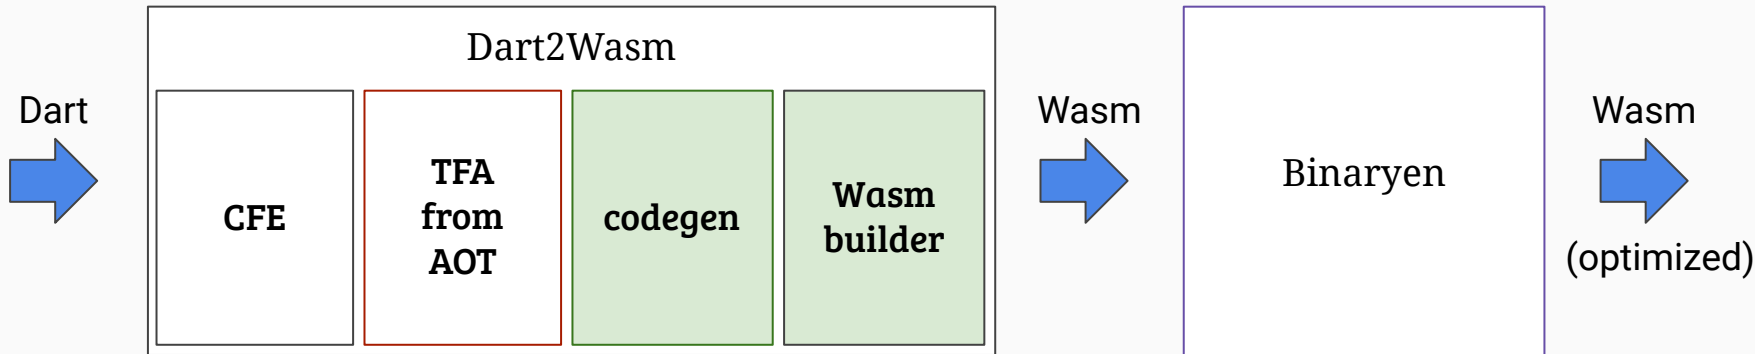 Dart2Wasm
Dart
CFE
TFA
from
AOT
codegen
Wasm
builder
Wasm
Binaryen
Wasm
(optimized)